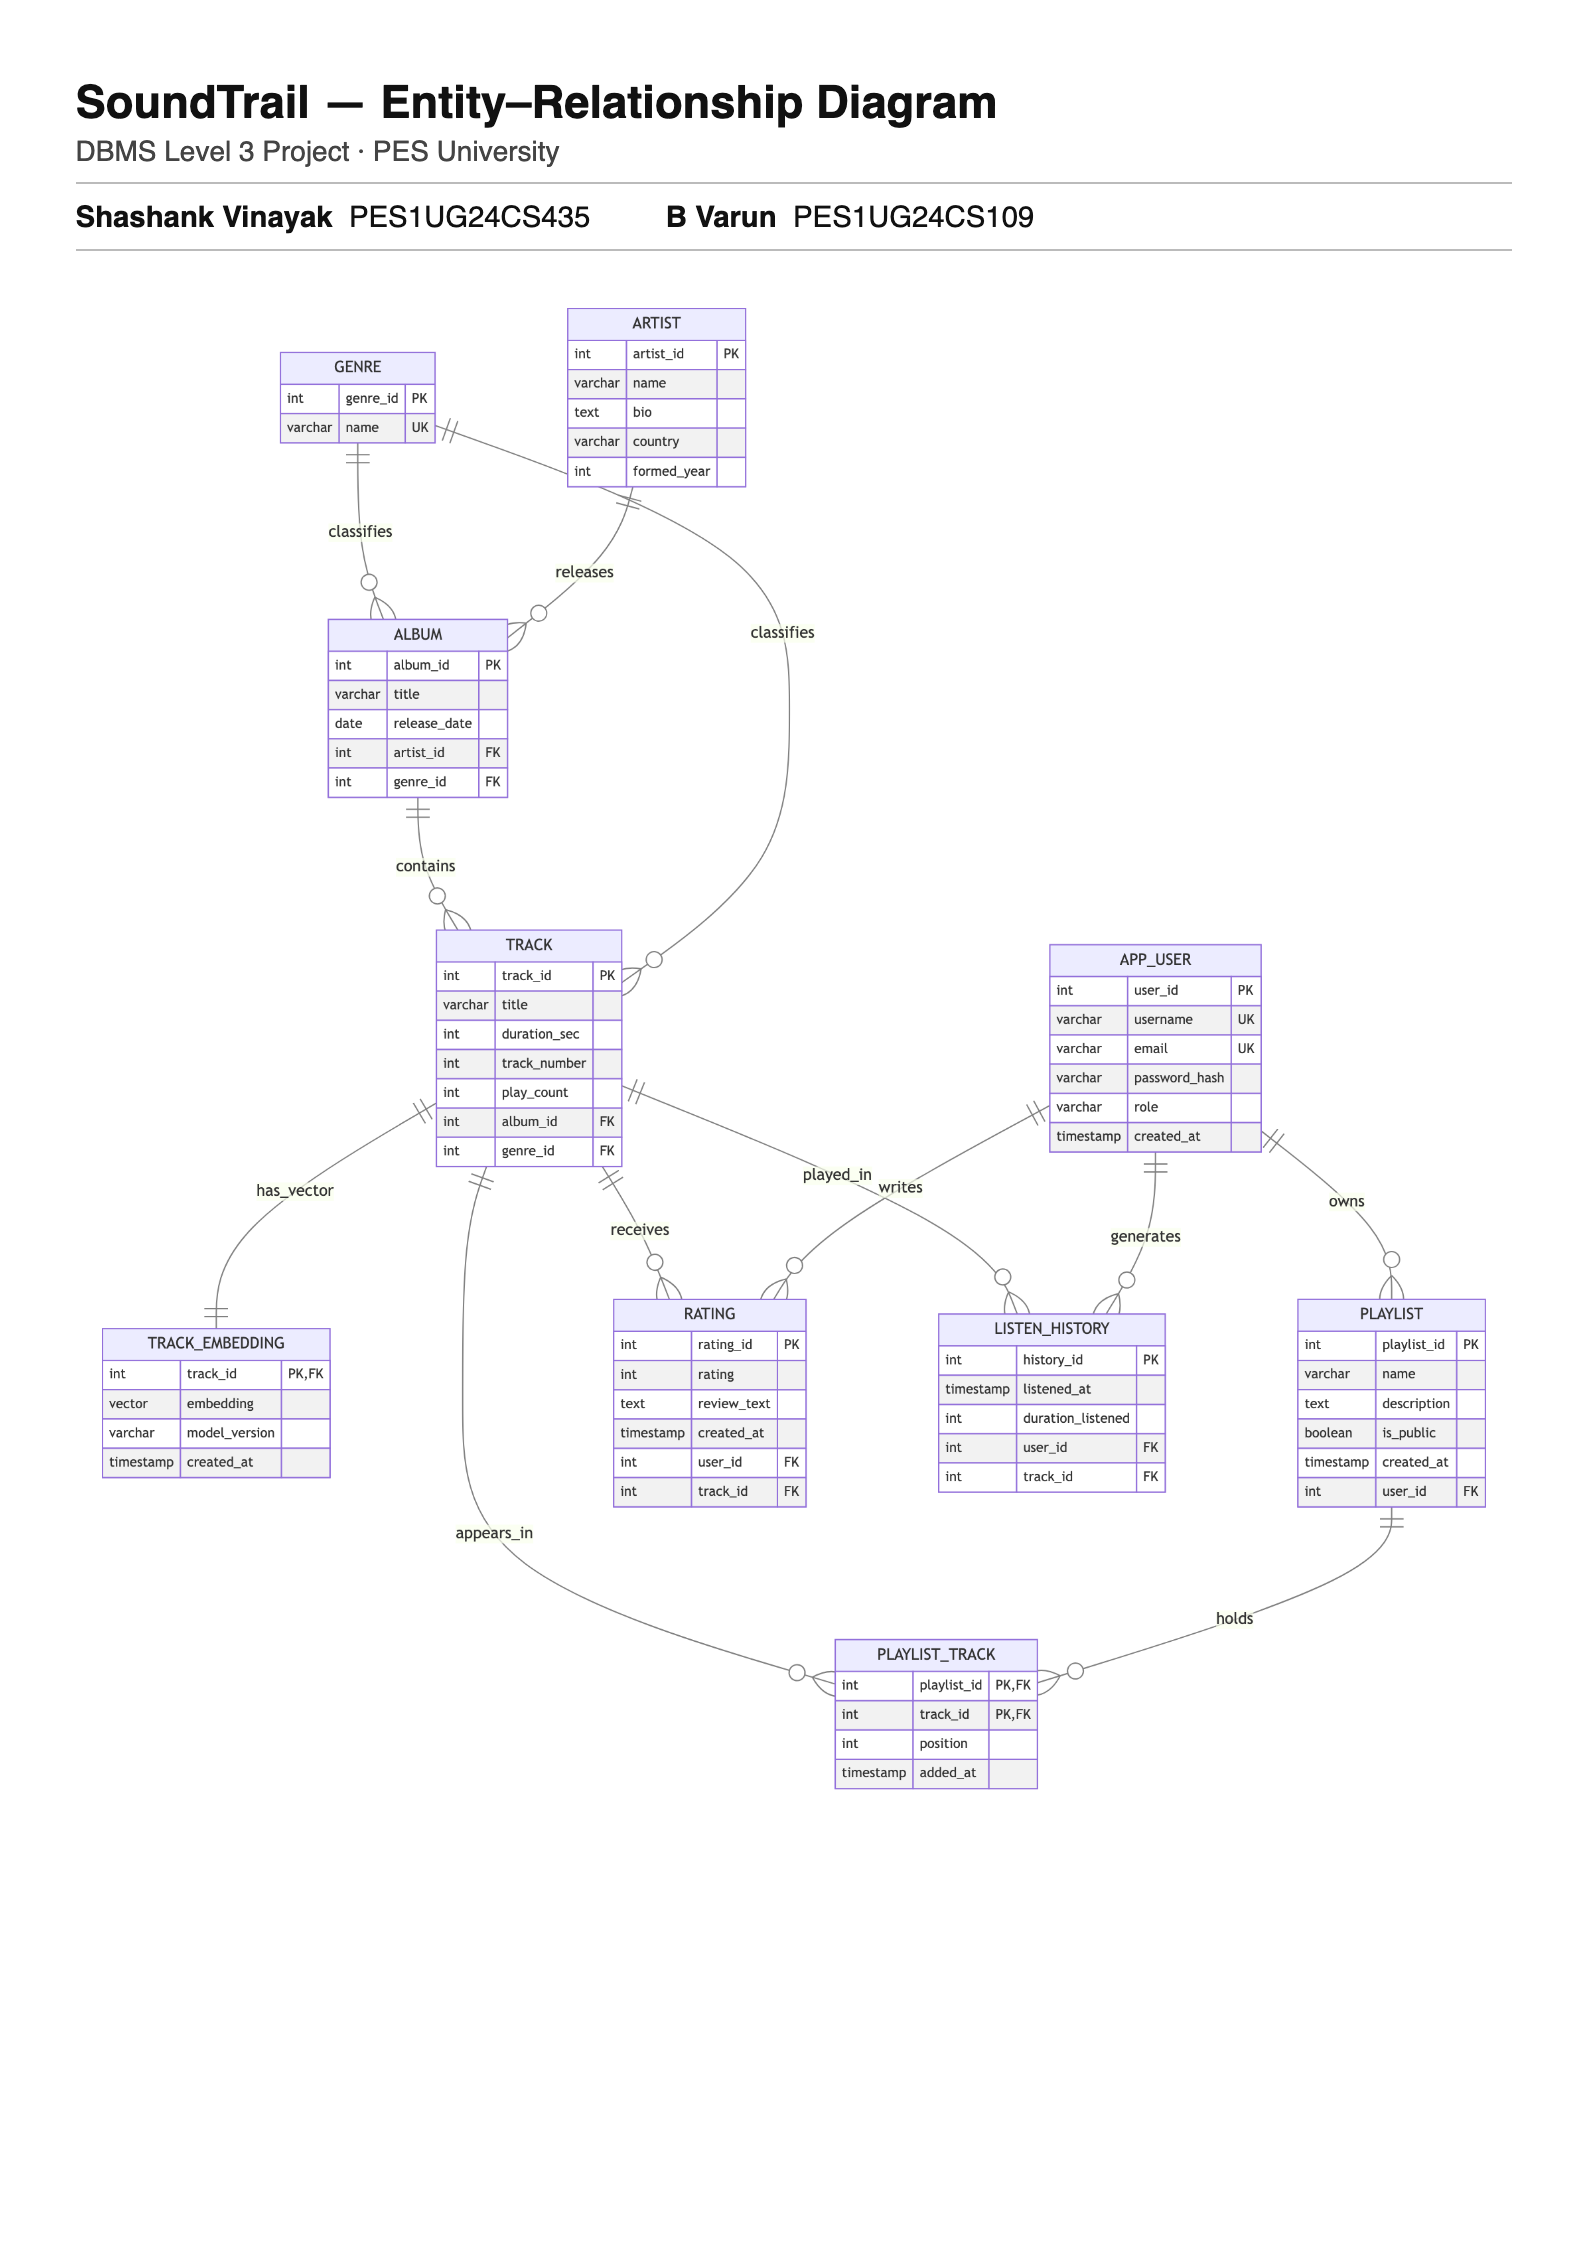 SoundTrail — Entity–Relationship Diagram
DBMS Level 3 Project · PES University
Shashank Vinayak PES1UG24CS435 B Varun PES1UG24CS109
ARTIST
int artist_id PK
varchar name
text bio
varchar country
int formed_year
GENRE
int genre_id PK
varchar name UK
classifies
releases
classifies
ALBUM
int album_id PK
varchar title
date release_date
int artist_id FK
int genre_id FK
contains
TRACK
int track_id PK
varchar title
int duration_sec
int track_number
int play_count
int album_id FK
int genre_id FK
APP_USER
int user_id PK
varchar username UK
varchar email UK
varchar password_hash
varchar role
timestamp created_at
has_vector
receives
played_in
writes
generates
owns
TRACK_EMBEDDING
int track_id PK,FK
vector embedding
varchar model_version
timestamp created_at
RATING
int rating_id PK
int rating
text review_text
timestamp created_at
int user_id FK
int track_id FK
LISTEN_HISTORY
int history_id PK
timestamp listened_at
int duration_listened
int user_id FK
int track_id FK
PLAYLIST
int playlist_id PK
varchar name
text description
boolean is_public
timestamp created_at
int user_id FK
appears_in
holds
PLAYLIST_TRACK
int playlist_id PK,FK
int track_id PK,FK
int position
timestamp added_at